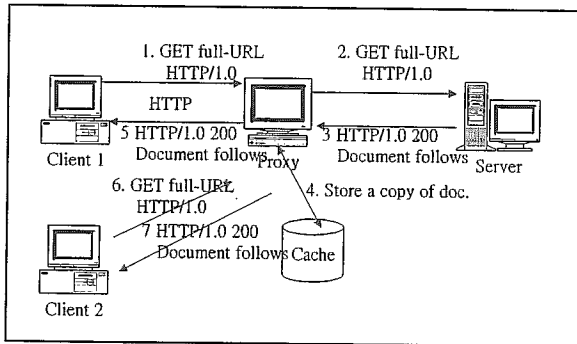 1. GET full-URL
HTTP/1.0
2. GET full-URL
HTTP/1.0
HTTP
5 HTTP/1.0 200
Document follows
3 HTTP/1.0 200
Document follows
Client 1
Proxy
Server
6. GET full-URL
HTTP/1.0
4. Store a copy of doc.
7 HTTP/1.0 200
Document follows
Cache
Client 2